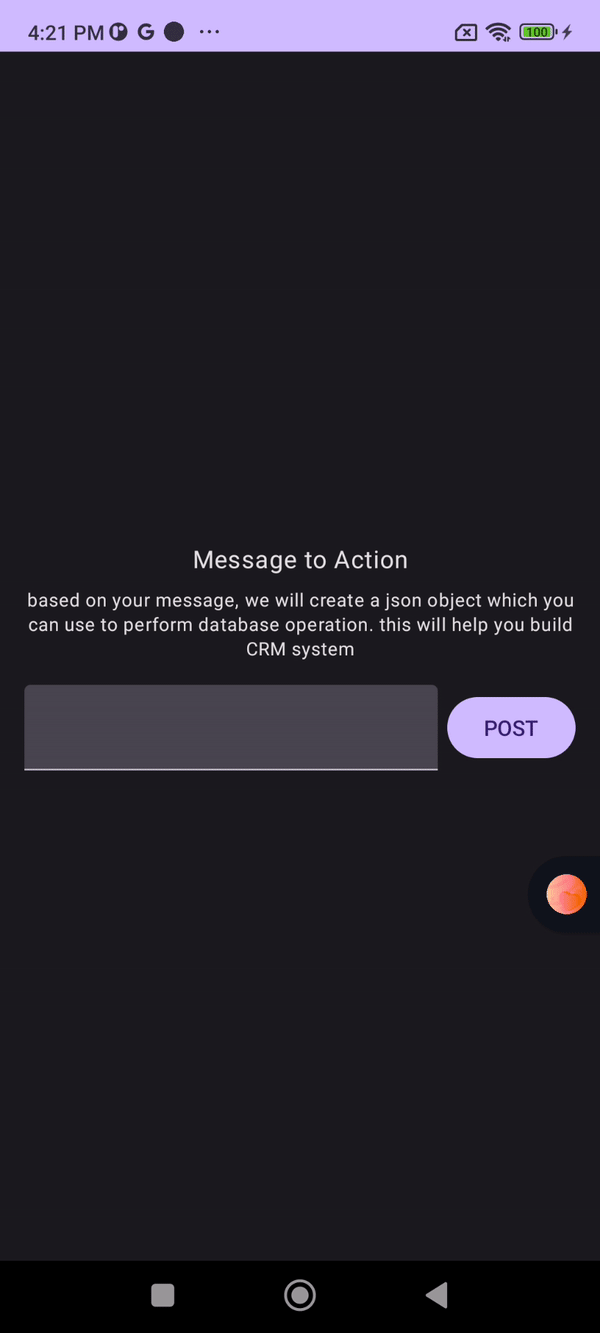 4:21 PM
100
Message to Action
based on your message, we will create a json object which you
can use to perform database operation. this will help you build
CRM system
POST